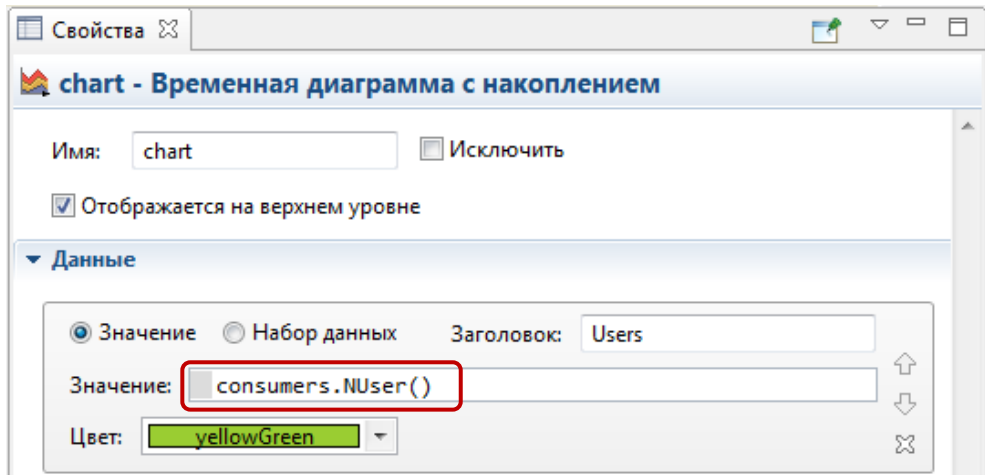 Свойства
chart - Временная диаграмма с накоплением
Имя: chart Исключить
Отображается на верхнем уровне
Данные
Значение Набор данных Заголовок: Users
Значение: consumers.NUser()
Цвет: yellowGreen